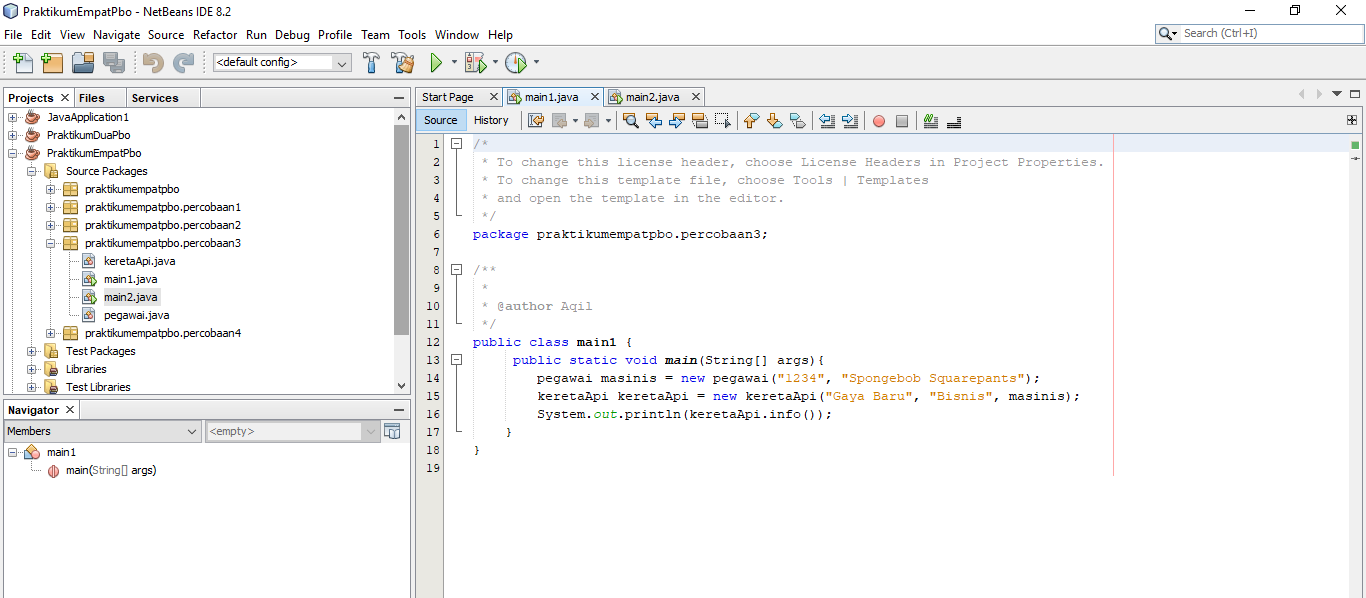 PraktikumEmpatPbo - NetBeans IDE 8.2
File Edit View Navigate Source Refactor Run Debug Profile Team Tools Window Help
Search (Ctrl+I)
<default config>
Projects Files Services
JavaApplication1
PraktikumDuaPbo
PraktikumEmpatPbo
Source Packages
praktikumempatpbo
praktikumempatpbo.percobaan1
praktikumempatpbo.percobaan2
praktikumempatpbo.percobaan3
keretaApi.java
main1.java
main2.java
pegawai.java
praktikumempatpbo.percobaan4
Test Packages
Libraries
Test Libraries
Navigator
Members <empty>
main1
main(String[] args)
Start Page main1.java main2.java
Source History
1 /*
2 * To change this license header, choose License Headers in Project Properties.
3 * To change this template file, choose Tools | Templates
4 * and open the template in the editor.
5 */
6 package praktikumempatpbo.percobaan3;
7
8 /**
9 *
10 * @author Aqil
11 */
12 public class main1 {
13 public static void main(String[] args){
14 pegawai masinis = new pegawai("1234", "Spongebob Squarepants");
15 keretaApi keretaApi = new keretaApi("Gaya Baru", "Bisnis", masinis);
16 System.out.println(keretaApi.info());
17 }
18 }
19